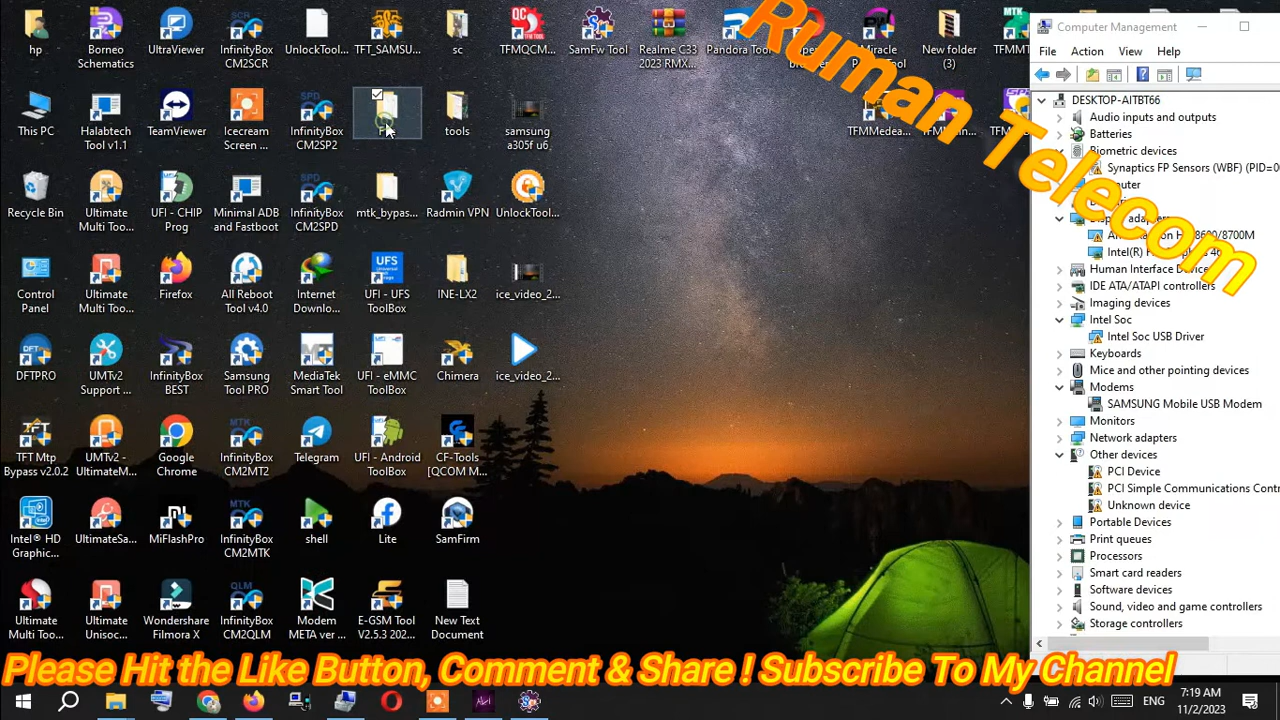 hp
Borneo
Schematics
UltraViewer
InfinityBox
CM2SCR
UnlockTool...
TFT_SAMSU...
sc
TFMQCM...
SamFw Tool
Realme C33
2023 RMX...
Pandora Tool
Miracle
New folder
(3)
This PC
Halabtech
Tool v1.1
TeamViewer
Icecream
Screen ...
InfinityBox
CM2SP2
tools
samsung
a305f u6
TFMMedea...
Recycle Bin
Ultimate
Multi Too...
UFI - CHIP
Prog
Minimal ADB
and Fastboot
InfinityBox
CM2SPD
mtk_bypas...
Radmin VPN
UnlockTool...
Control
Panel
Ultimate
Multi Too...
Firefox
All Reboot
Tool v4.0
Internet
Downlo...
UFI - UFS
ToolBox
INE-LX2
ice_video_2...
DFTPRO
UMTv2
Support ...
InfinityBox
BEST
Samsung
Tool PRO
MediaTek
Smart Tool
UFI - eMMC
ToolBox
Chimera
ice_video_2...
TFT Mtp
Bypass v2.0.2
UMTv2 -
UltimateM...
Google
Chrome
InfinityBox
CM2MT2
Telegram
UFI - Android
ToolBox
CF-Tools
[QCOM M...
Intel® HD
Graphic...
UltimateSa...
MiFlashPro
InfinityBox
CM2MTK
shell
Lite
SamFirm
Ultimate
Multi Too...
Ultimate
Unisoc...
Wondershare
Filmora X
InfinityBox
CM2QLM
Modem
META ver ...
E-GSM Tool
V2.5.3 202...
New Text
Document
Ruman Telecom
Computer Management
File Action View Help
DESKTOP-AITBT66
Audio inputs and outputs
Batteries
Biometric devices
Synaptics FP Sensors (WBF) (PID=0
Human Interface Device
IDE ATA/ATAPI controllers
Imaging devices
Intel Soc
Intel Soc USB Driver
Keyboards
Mice and other pointing devices
Modems
SAMSUNG Mobile USB Modem
Monitors
Network adapters
Other devices
PCI Device
PCI Simple Communications Contr
Unknown device
Portable Devices
Print queues
Processors
Smart card readers
Software devices
Sound, video and game controllers
Storage controllers
Please Hit the Like Button, Comment & Share ! Subscribe To My Channel
ENG
7:19 AM
11/2/2023